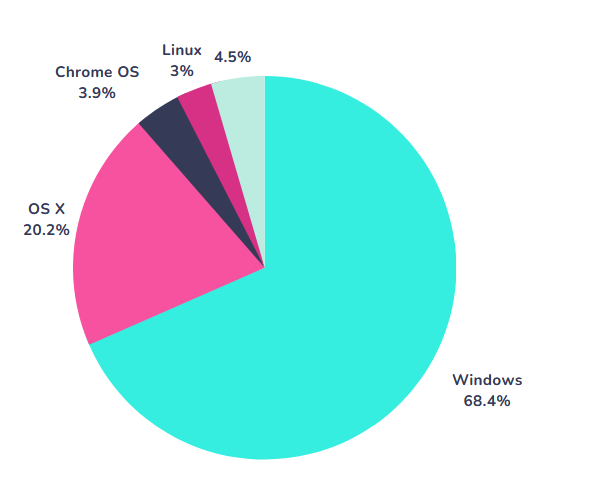 Linux
3%
4.5%
Chrome OS
3.9%
OS X
20.2%
Windows
68.4%